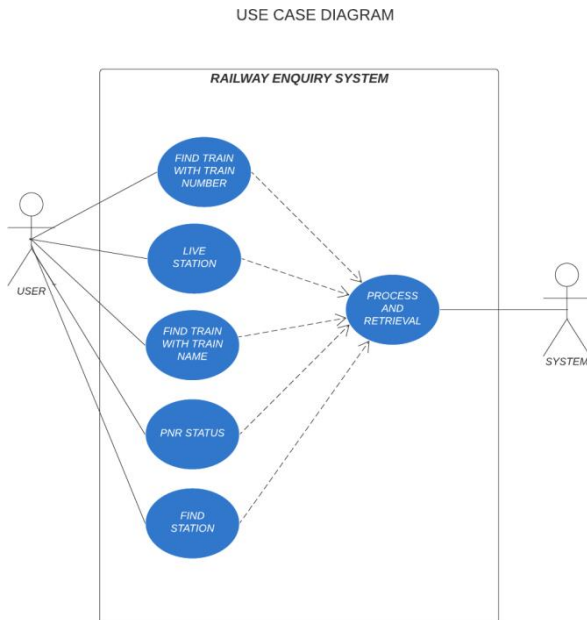 USE CASE DIAGRAM
RAILWAY ENQUIRY SYSTEM
FIND TRAIN
WITH TRAIN
NUMBER
LIVE
STATION
USER
PROCESS
AND
RETRIEVAL
FIND TRAIN
WITH TRAIN
NAME
SYSTEM
PNR STATUS
FIND
STATION